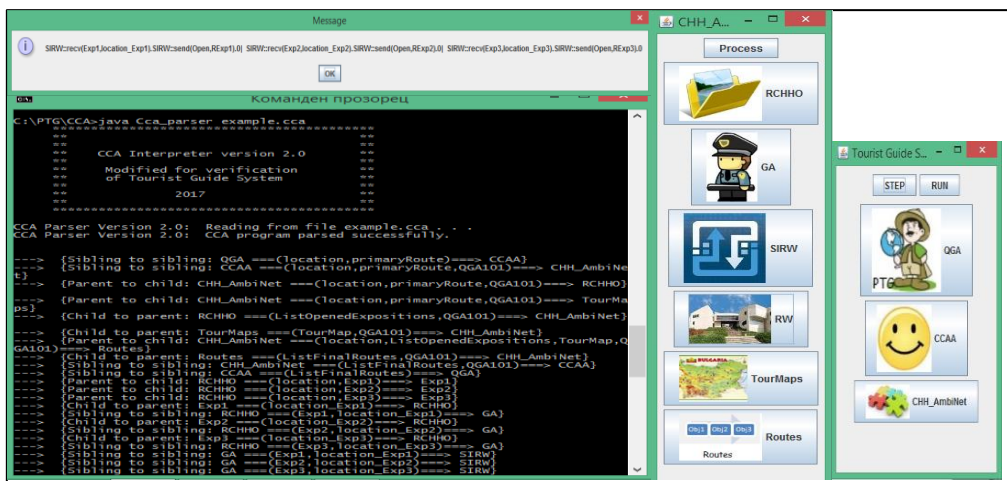 Message
SIRW::recv(Exp1,location_Exp1).SIRW::send(Open,RExp1).0| SIRW::recv(Exp2,location_Exp2).SIRW::send(Open,RExp2).0| SIRW::recv(Exp3,location_Exp3).SIRW::send(Open,RExp3).0
OK
Команден прозорец
C:\PTG\CCA>java Cca_parser example.cca
*******************************************
** **
** **
** CCA Interpreter version 2.0 **
** **
** Modified for verification **
** of Tourist Guide System **
** **
** 2017 **
** **
*******************************************
CCA Parser Version 2.0: Reading from file example.cca . . .
CCA Parser Version 2.0: CCA program parsed successfully.
---> {Sibling to sibling: QGA ===(location,primaryRoute)===> CCAA}
---> {Sibling to sibling: CCAA ===(location,primaryRoute,QGA101)===> CHH_AmbiNe
t}
---> {Parent to child: CHH_AmbiNet ===(location,primaryRoute,QGA101)===> RCHHO}
---> {Parent to child: CHH_AmbiNet ===(location,primaryRoute,QGA101)===> TourMa
ps}
---> {Child to parent: RCHHO ===(ListOpenedExpositions,QGA101)===> CHH_AmbiNet}
---> {Child to parent: TourMaps ===(TourMap,QGA101)===> CHH_AmbiNet}
---> {Parent to child: CHH_AmbiNet ===(location,ListOpenedExpositions,TourMap,Q
GA101)===> Routes}
---> {Child to parent: Routes ===(ListFinalRoutes,QGA101)===> CHH_AmbiNet}
---> {Sibling to sibling: CHH_AmbiNet ===(ListFinalRoutes,QGA101)===> CCAA}
---> {Sibling to sibling: CCAA ===(ListFinalRoutes)===> QGA}
---> {Parent to child: RCHHO ===(location,Exp1)===> Exp1}
---> {Parent to child: RCHHO ===(location,Exp2)===> Exp2}
---> {Parent to child: RCHHO ===(location,Exp3)===> Exp3}
---> {Child to parent: Exp1 ===(location_Exp1)===> RCHHO}
---> {Sibling to sibling: RCHHO ===(Exp1,location_Exp1)===> GA}
---> {Child to parent: Exp2 ===(location_Exp2)===> RCHHO}
---> {Sibling to sibling: RCHHO ===(Exp2,location_Exp2)===> GA}
---> {Child to parent: Exp3 ===(location_Exp3)===> RCHHO}
---> {Sibling to sibling: RCHHO ===(Exp3,location_Exp3)===> GA}
---> {Sibling to sibling: GA ===(Exp1,location_Exp1)===> SIRW}
---> {Sibling to sibling: GA ===(Exp2,location_Exp2)===> SIRW}
---> {Sibling to sibling: GA ===(Exp3,location_Exp3)===> SIRW}
CHH_A...
Process
RCHHO
GA
SIRW
RW
BULGARIA
TourMaps
Obj1 Obj2 Obj3
Routes
Routes
Tourist Guide S...
STEP RUN
QGA
PTG
CCAA
CHH_AmbiNet